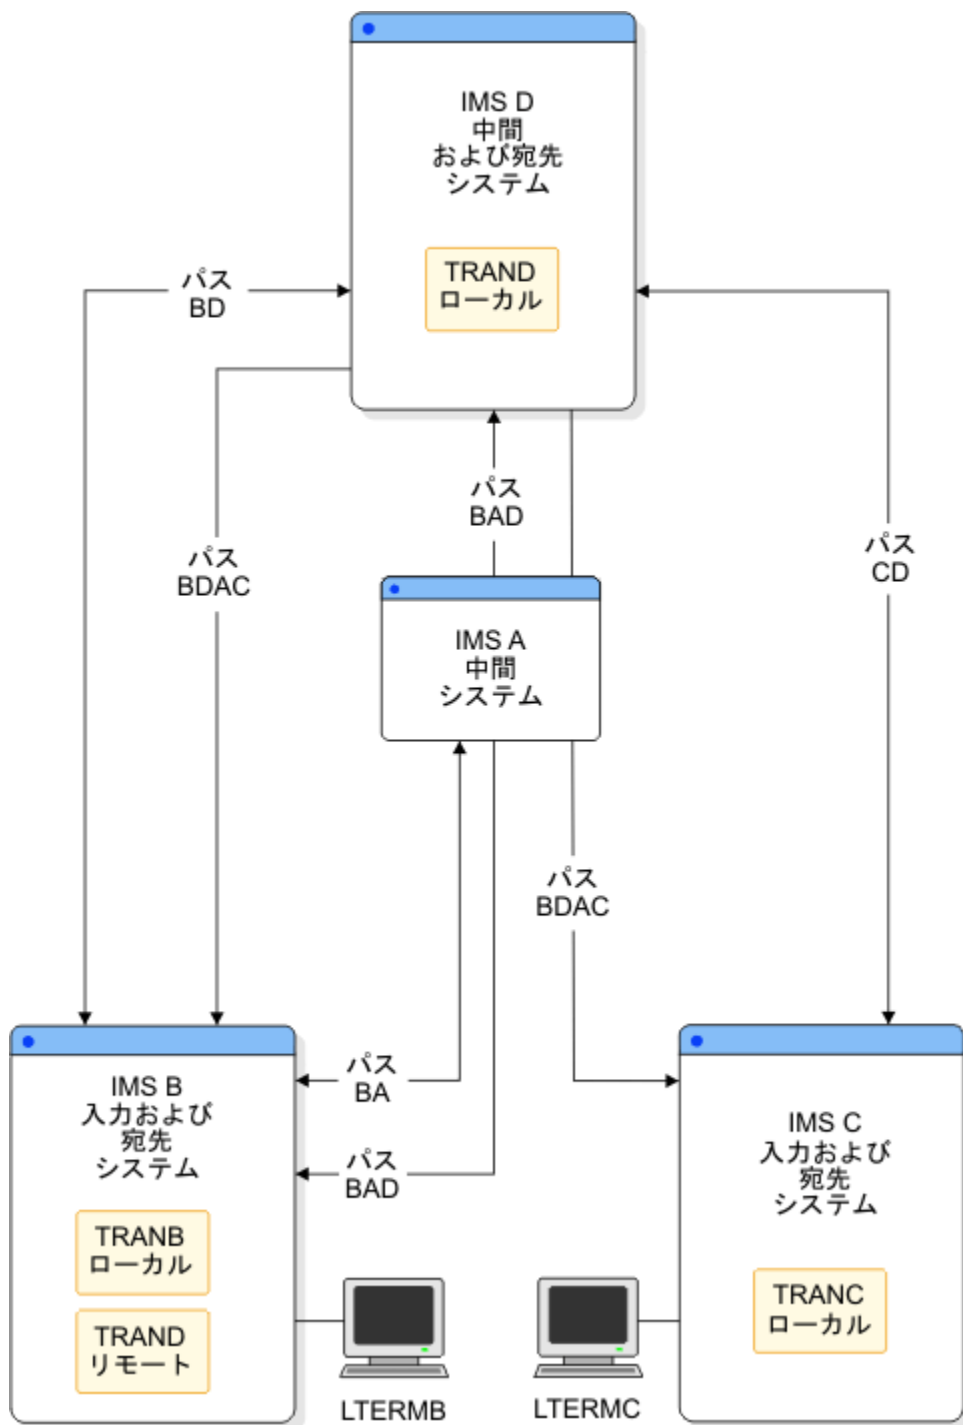 IMS D
中間
および宛先
システム
TRAND
ローカル
パス
BD
パス
BAD
パス
BDAC
パス
CD
IMS A
中間
システム
パス
BDAC
IMS B
入力および
宛先
システム
パス
BA
パス
BAD
IMS C
入力および
宛先
システム
TRANB
ローカル
TRAND
リモート
TRANC
ローカル
LTERMB
LTERMC